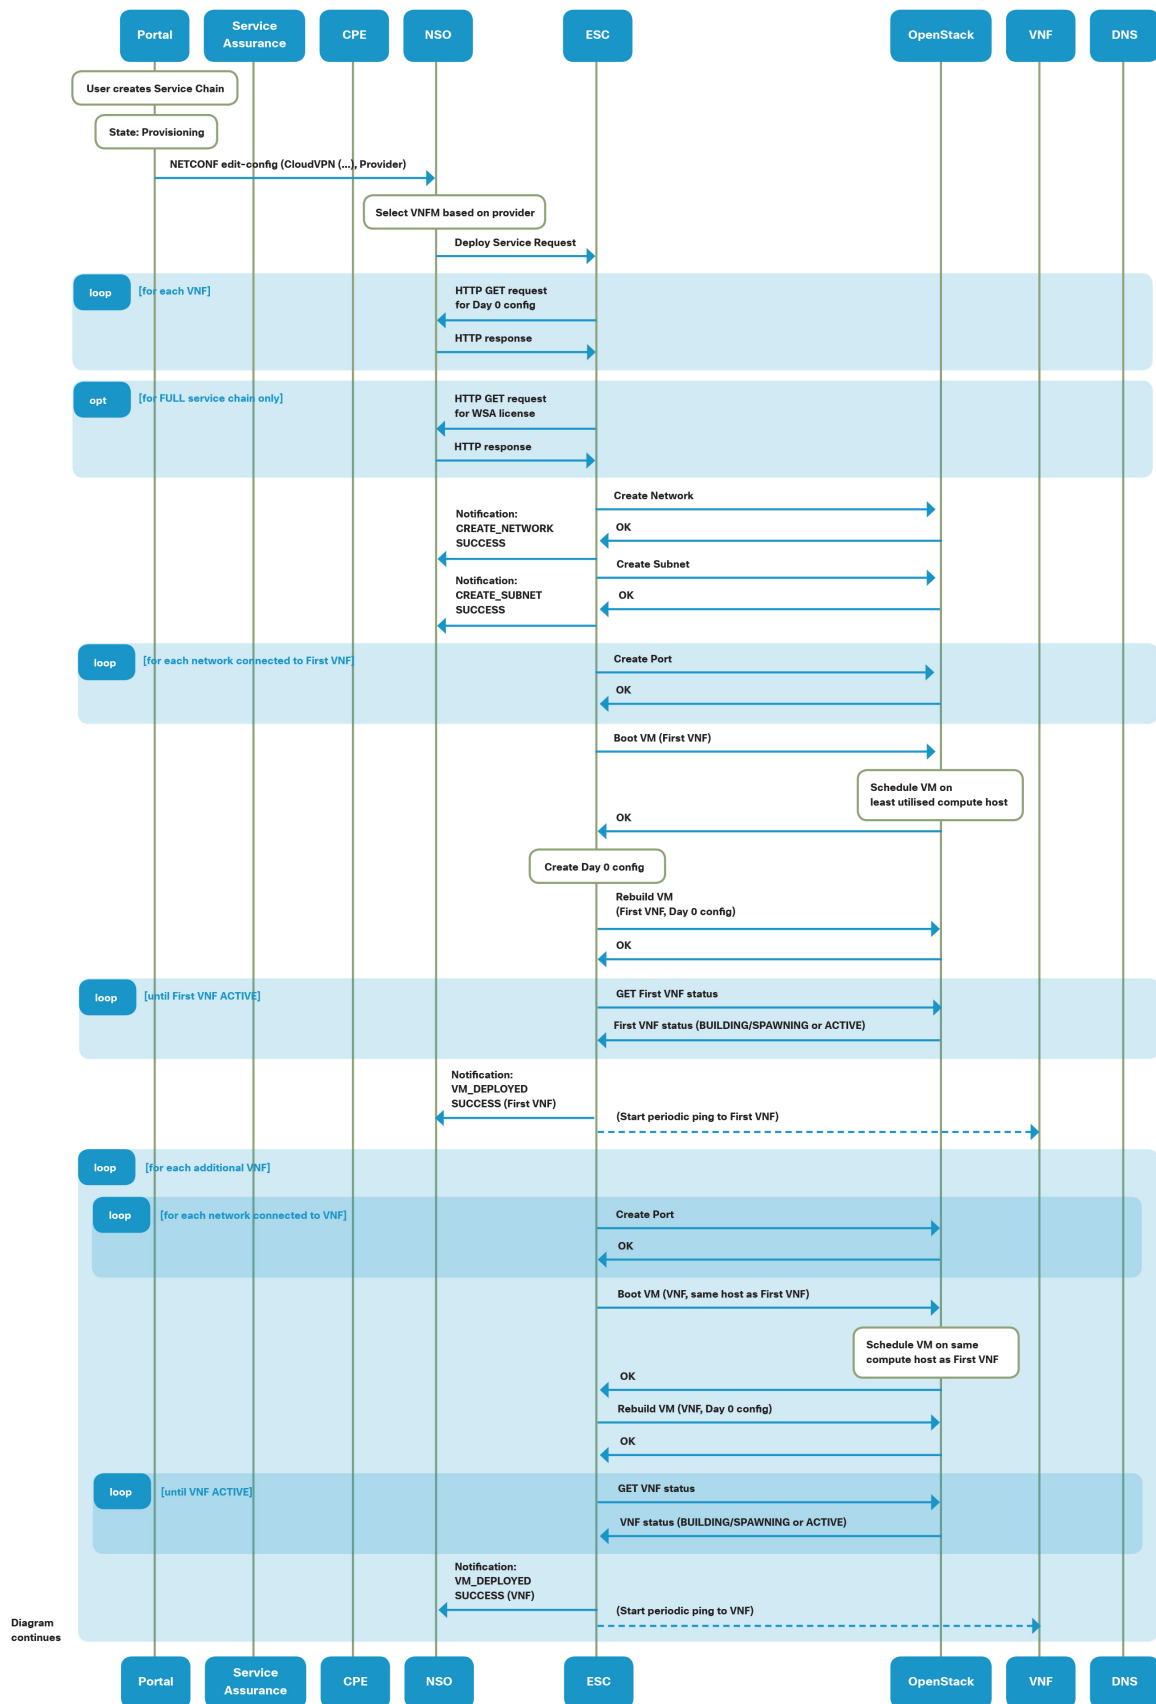 Portal
Service
Assurance
CPE
NSO
ESC
OpenStack
VNF
DNS
User creates Service Chain
State: Provisioning
NETCONF edit-config (CloudVPN (...), Provider)
Select VNFM based on provider
Deploy Service Request
loop
[for each VNF]
HTTP GET request
for Day 0 config
HTTP response
opt
[for FULL service chain only]
HTTP GET request
for WSA license
HTTP response
Create Network
Notification:
CREATE_NETWORK
SUCCESS
OK
Create Subnet
Notification:
CREATE_SUBNET
SUCCESS
OK
loop
[for each network connected to First VNF]
Create Port
OK
Boot VM (First VNF)
Schedule VM on
least utilised compute host
OK
Create Day 0 config
Rebuild VM
(First VNF, Day 0 config)
OK
loop
[until First VNF ACTIVE]
GET First VNF status
First VNF status (BUILDING/SPAWNING or ACTIVE)
Notification:
VM_DEPLOYED
SUCCESS (First VNF)
(Start periodic ping to First VNF)
loop
[for each additional VNF]
loop
[for each network connected to VNF]
Create Port
OK
Boot VM (VNF, same host as First VNF)
Schedule VM on same
compute host as First VNF
OK
Rebuild VM (VNF, Day 0 config)
OK
loop
[until VNF ACTIVE]
GET VNF status
VNF status (BUILDING/SPAWNING or ACTIVE)
Notification:
VM_DEPLOYED
SUCCESS (VNF)
(Start periodic ping to VNF)
Diagram
continues
Portal
Service
Assurance
CPE
NSO
ESC
OpenStack
VNF
DNS